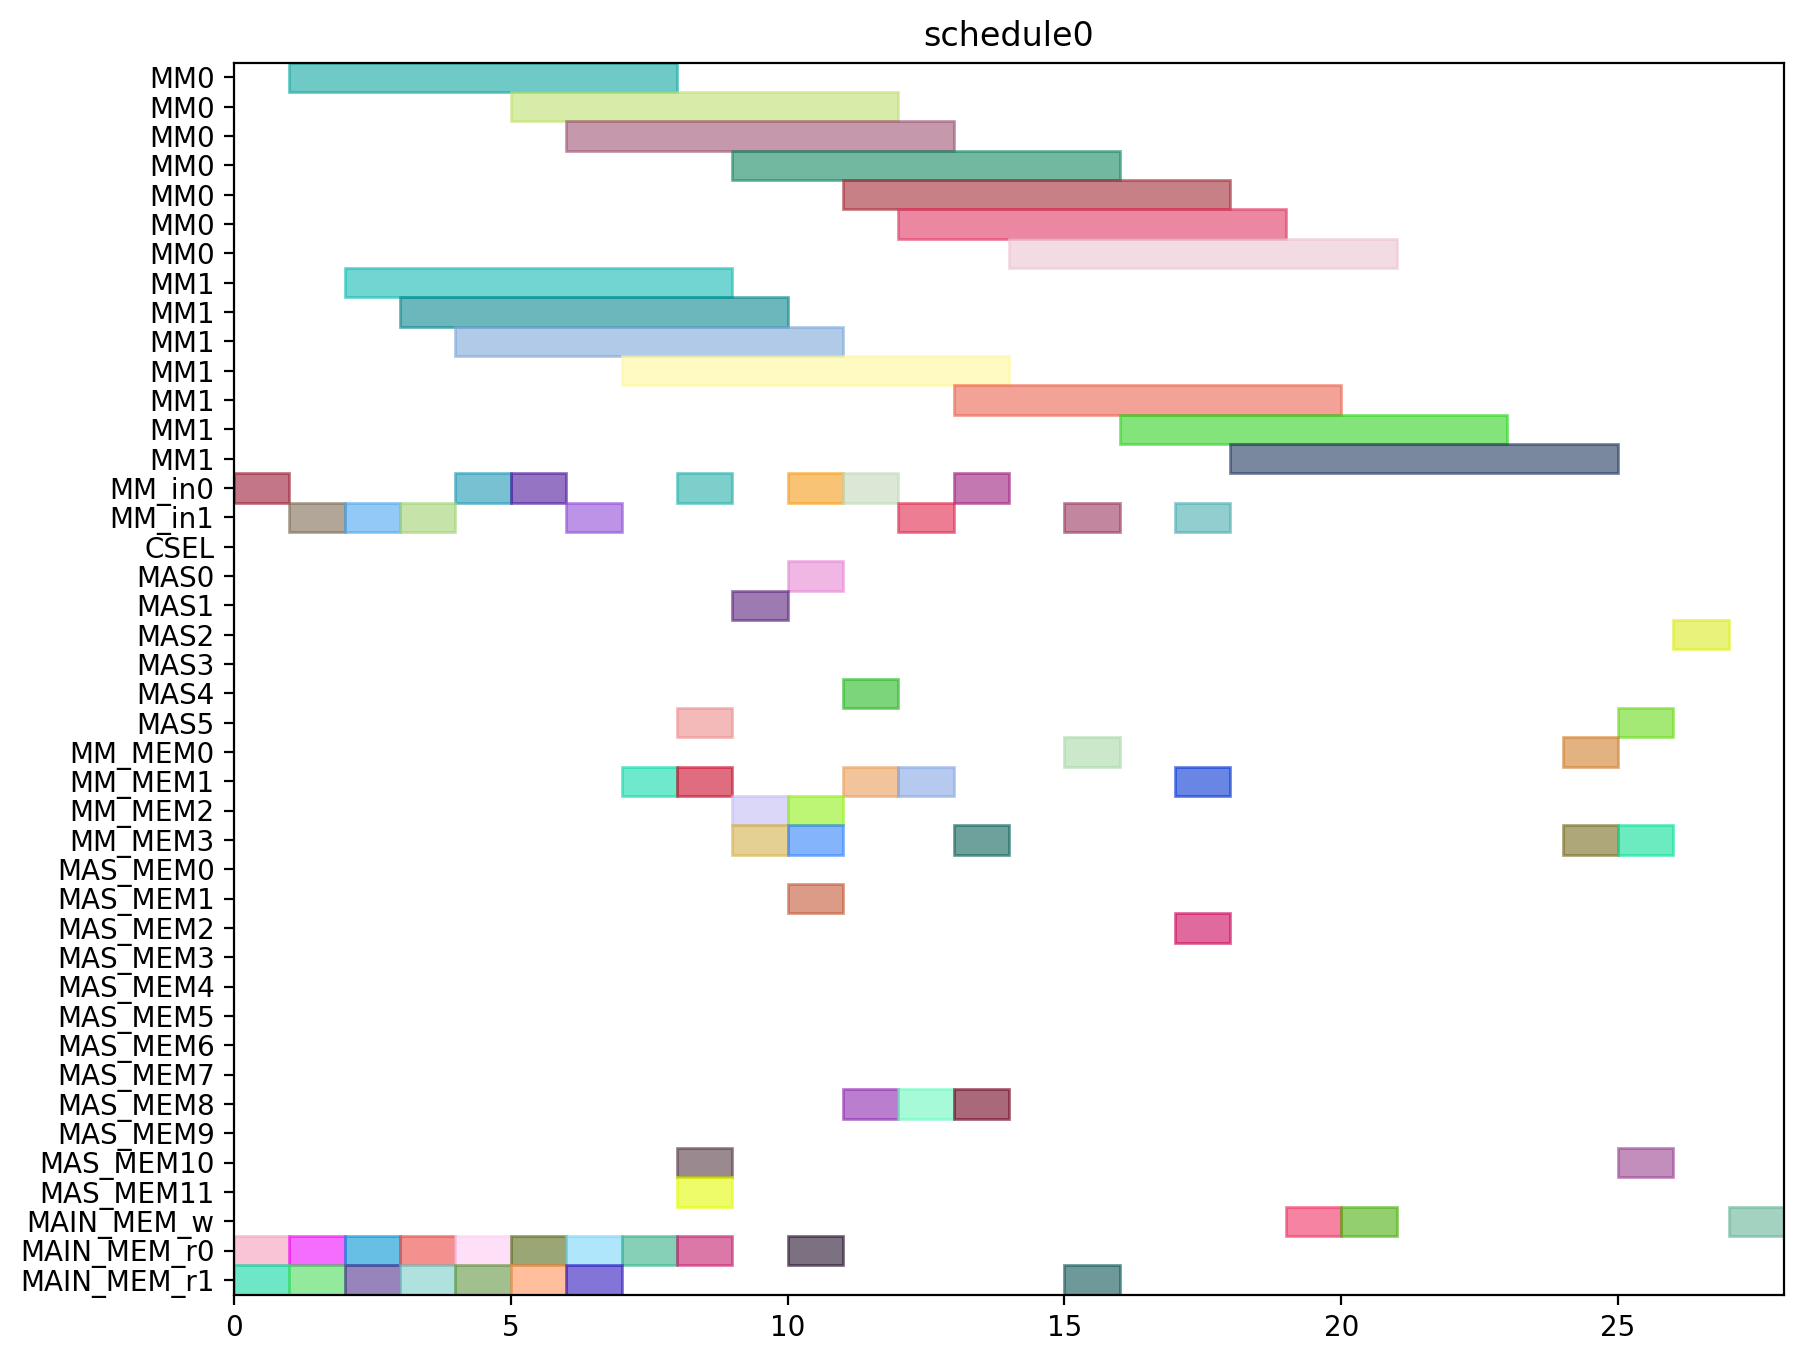 schedule0
MM0
MM0
MM0
MM0
MM0
MM0
MM0
MM1
MM1
MM1
MM1
MM1
MM1
MM1
MM_in0
MM_in1
CSEL
MAS0
MAS1
MAS2
MAS3
MAS4
MAS5
MM_MEM0
MM_MEM1
MM_MEM2
MM_MEM3
MAS_MEM0
MAS_MEM1
MAS_MEM2
MAS_MEM3
MAS_MEM4
MAS_MEM5
MAS_MEM6
MAS_MEM7
MAS_MEM8
MAS_MEM9
MAS_MEM10
MAS_MEM11
MAIN_MEM_w
MAIN_MEM_r0
MAIN_MEM_r1
0 5 10 15 20 25